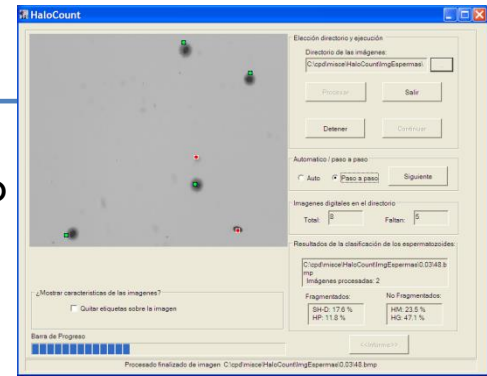 HaloCount
Elección directorio y ejecución
Directorio de las imágenes:
C:\cpd\misce\HaloCount\ImgEspermas\
Procesar
Salir
Detener
Continuar
Automatico / paso a paso
Auto
Paso a paso
Siguiente
Imagenes digitales en el directorio
Total:
8
Faltan:
5
Resultados de la clasificación de los espermatozoides:
C:\cpd\misce\HaloCount\ImgEspermas\0,03\48.b
mp
Imágenes procesadas: 2
Fragmentados:
No Fragmentados:
SH-D: 17.6 %
HP: 11.8 %
HM: 23.5 %
HG: 47.1 %
¿Mostrar características de las imagenes?
Quitar etiquetas sobre la imagen
Barra de Progreso
<<Informe>>
Procesado finalizado de imagen C:\cpd\misce\HaloCount\ImgEspermas\0,03\48.bmp
o